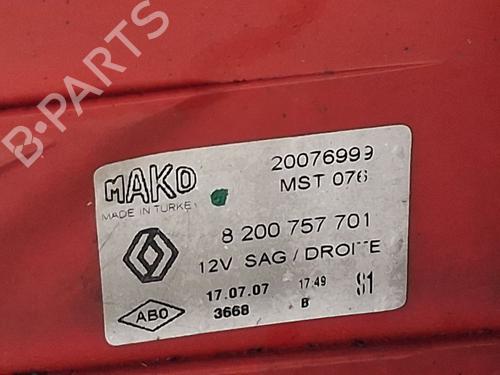 B-PARTS
MAKO
MADE IN TURKEY
20076999
MST 076
8 200 757 701
12V SAG / DROITE
17.07.07 17 49 S1
ABO 3668 B